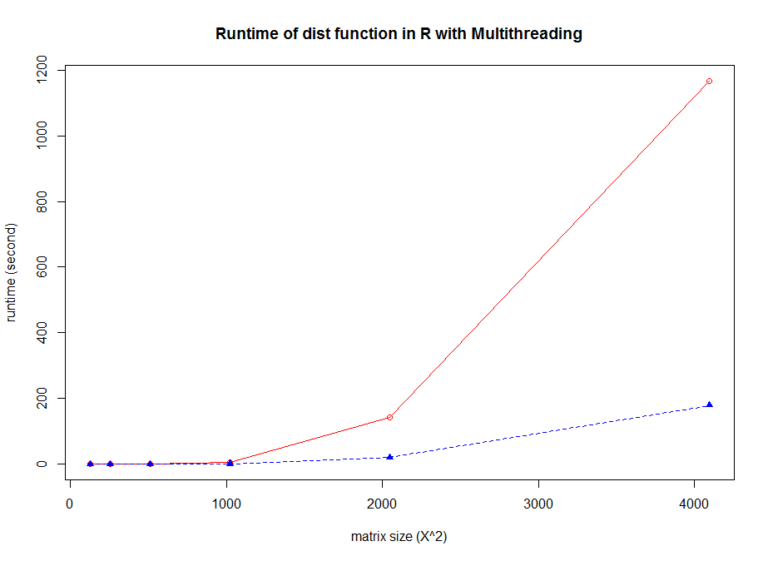 Runtime of dist function in R with Multithreading
runtime (second)
1200
1000
800
600
400
200
0
0 1000 2000 3000 4000
matrix size (X^2)